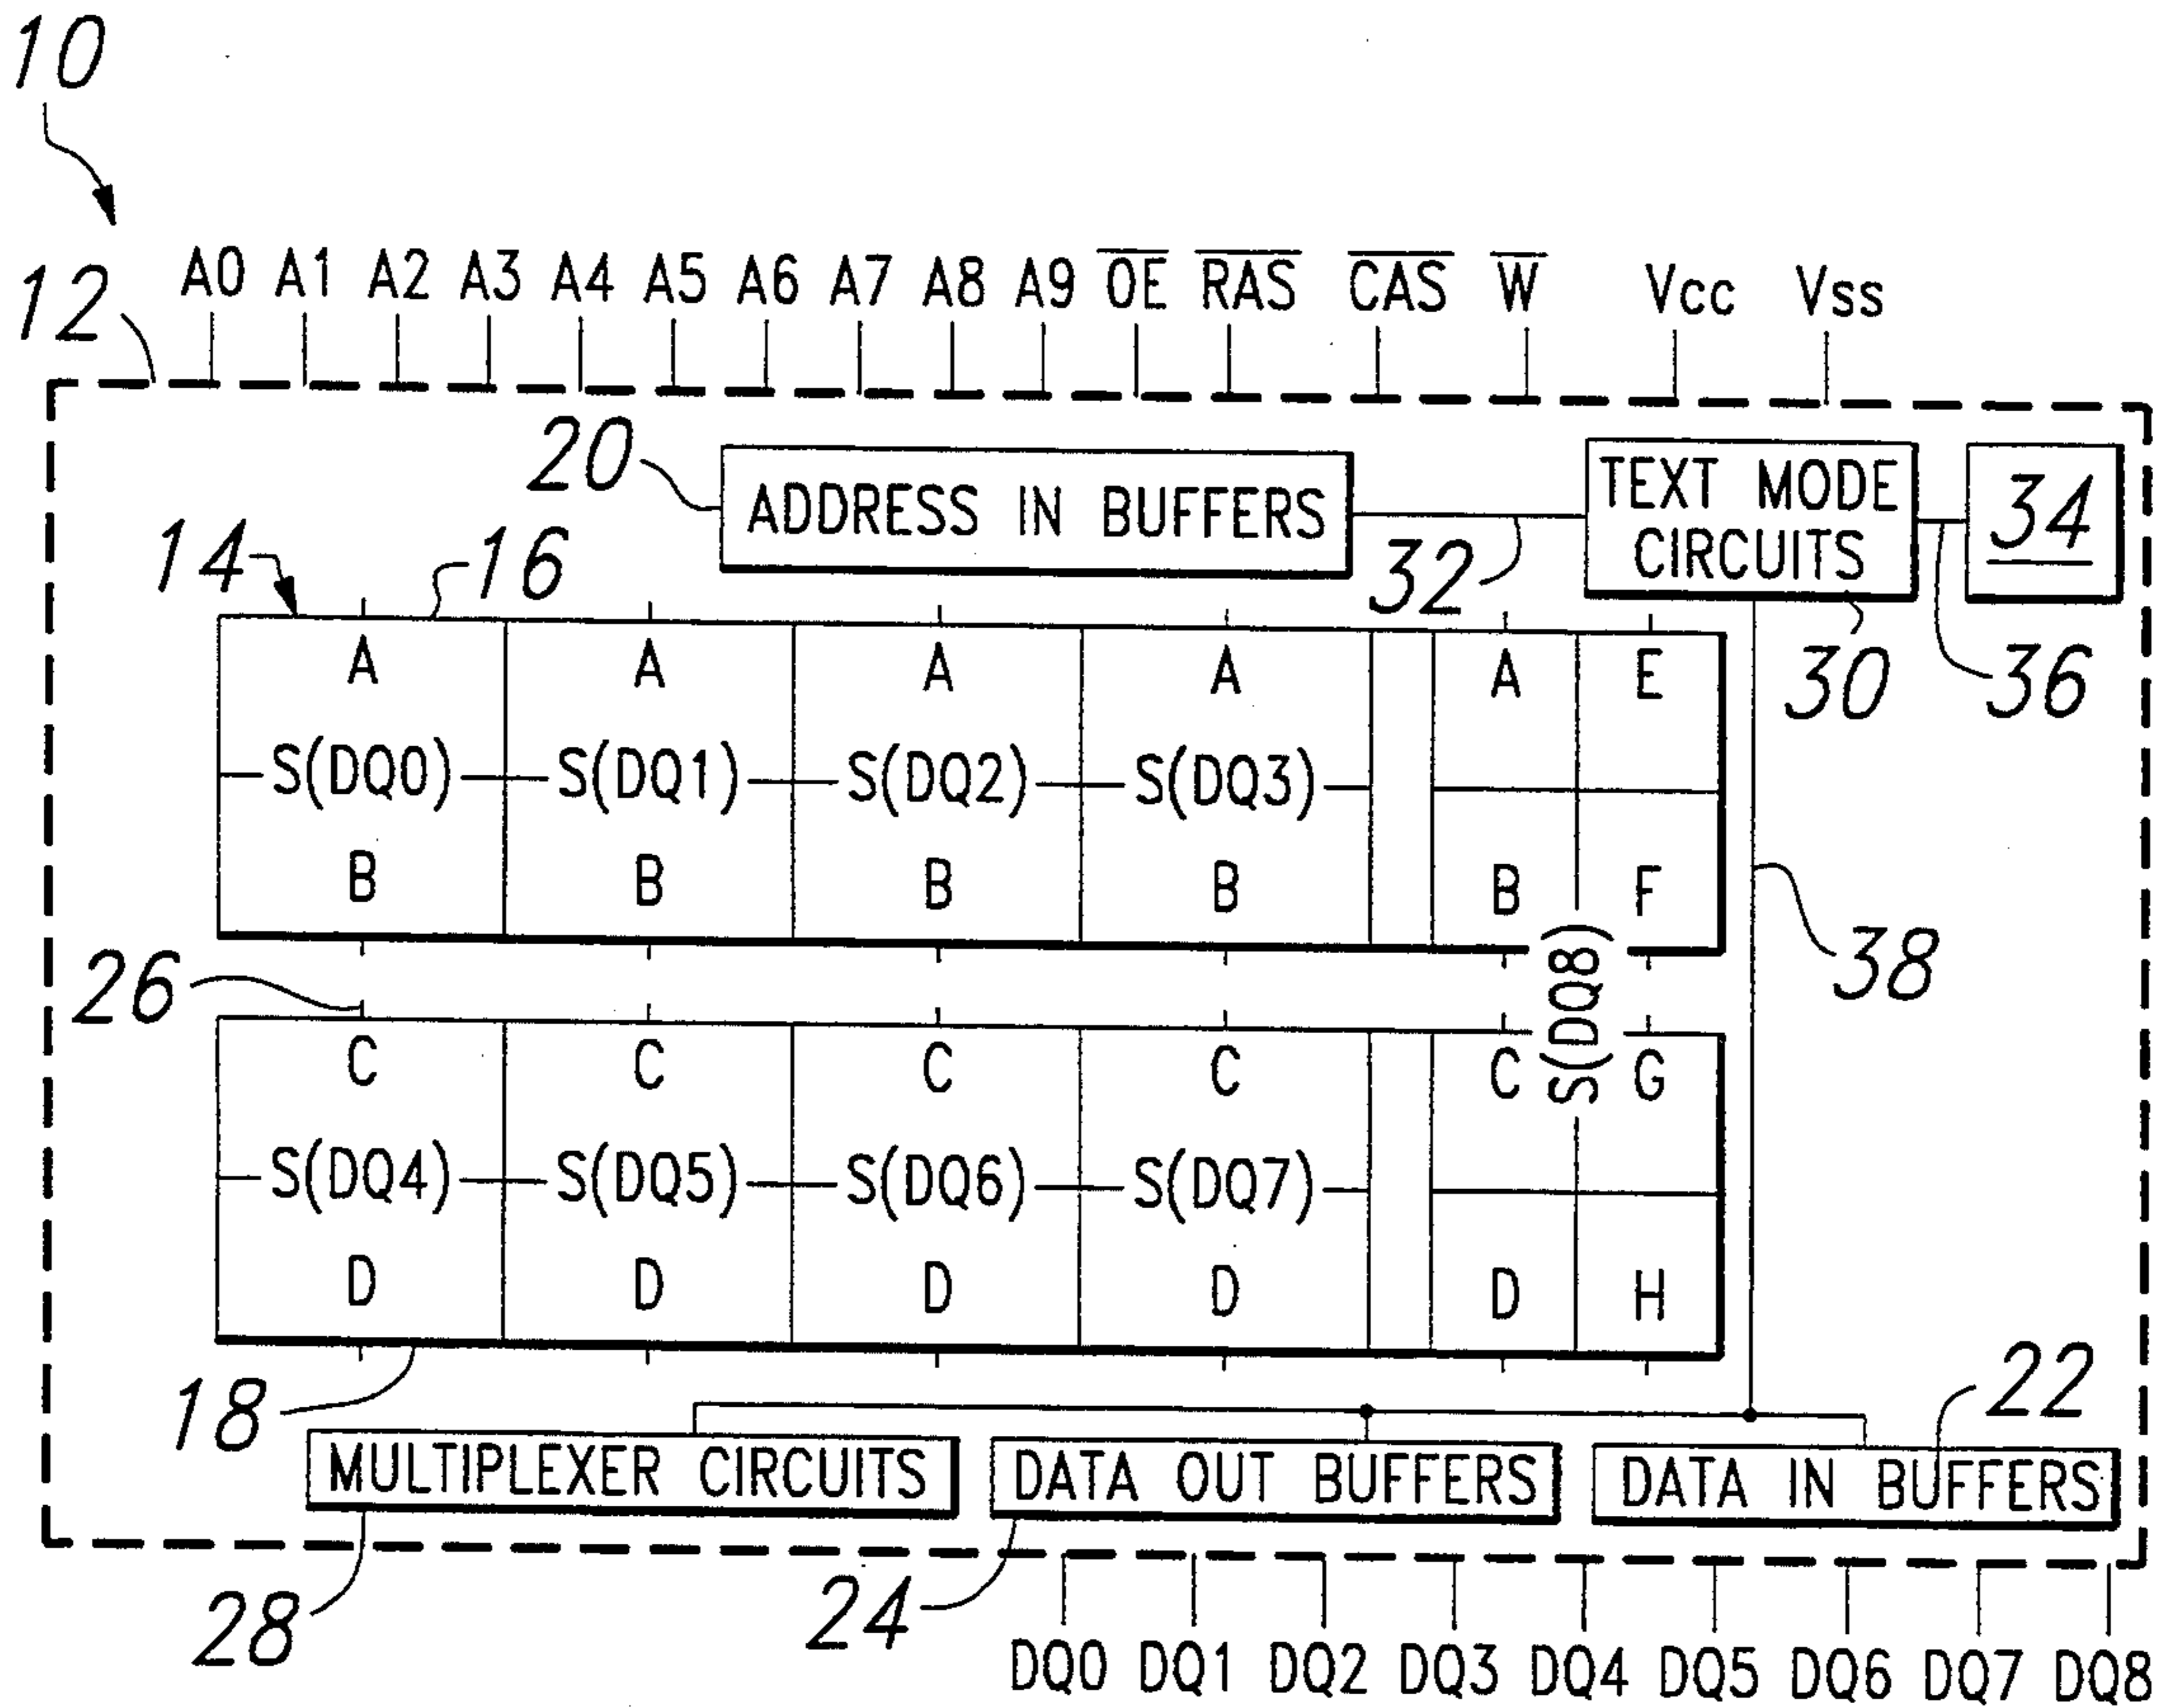 10
12
A0 A1 A2 A3 A4 A5 A6 A7 A8 A9 OE RAS CAS W Vcc Vss
20
ADDRESS IN BUFFERS
32
TEXT MODE
CIRCUITS
34
30
36
14
16
A A A A A E
S(DQ0) S(DQ1) S(DQ2) S(DQ3)
B B B B B F
S(DQ8)
38
26
C C C C C G
S(DQ4) S(DQ5) S(DQ6) S(DQ7)
D D D D D H
18
22
MULTIPLEXER CIRCUITS
DATA OUT BUFFERS
DATA IN BUFFERS
28
24
DQ0 DQ1 DQ2 DQ3 DQ4 DQ5 DQ6 DQ7 DQ8